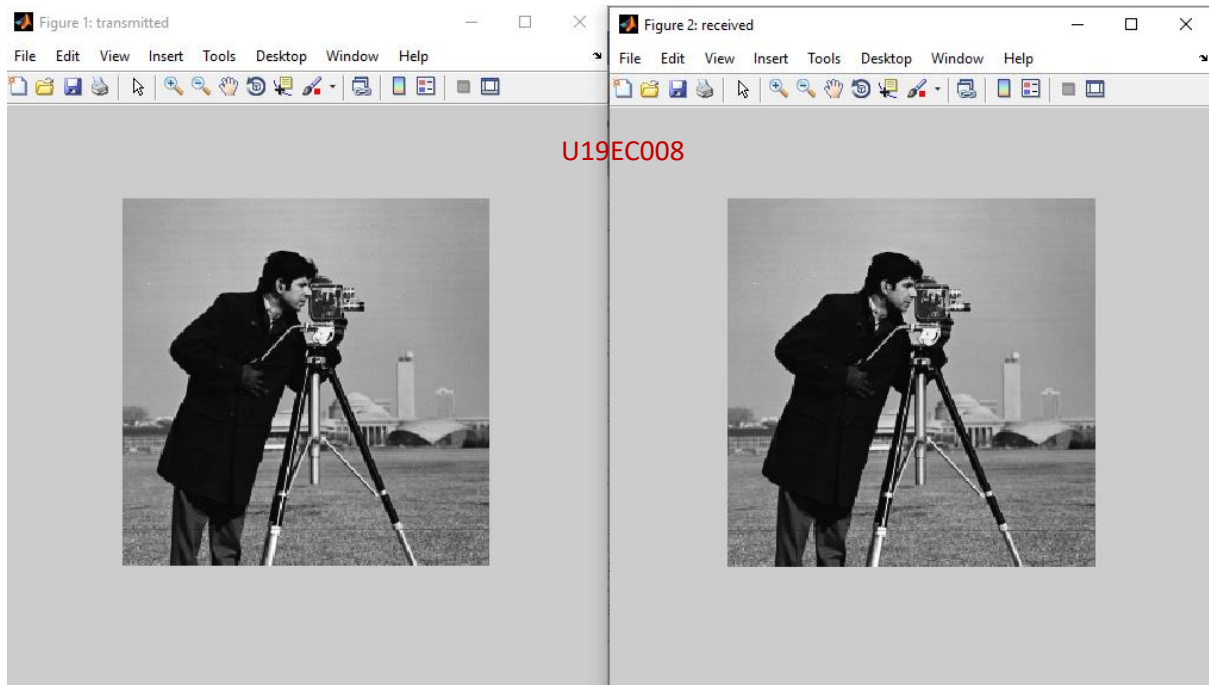 Figure 1: transmitted
File Edit View Insert Tools Desktop Window Help
Figure 2: received
File Edit View Insert Tools Desktop Window Help
U19EC008